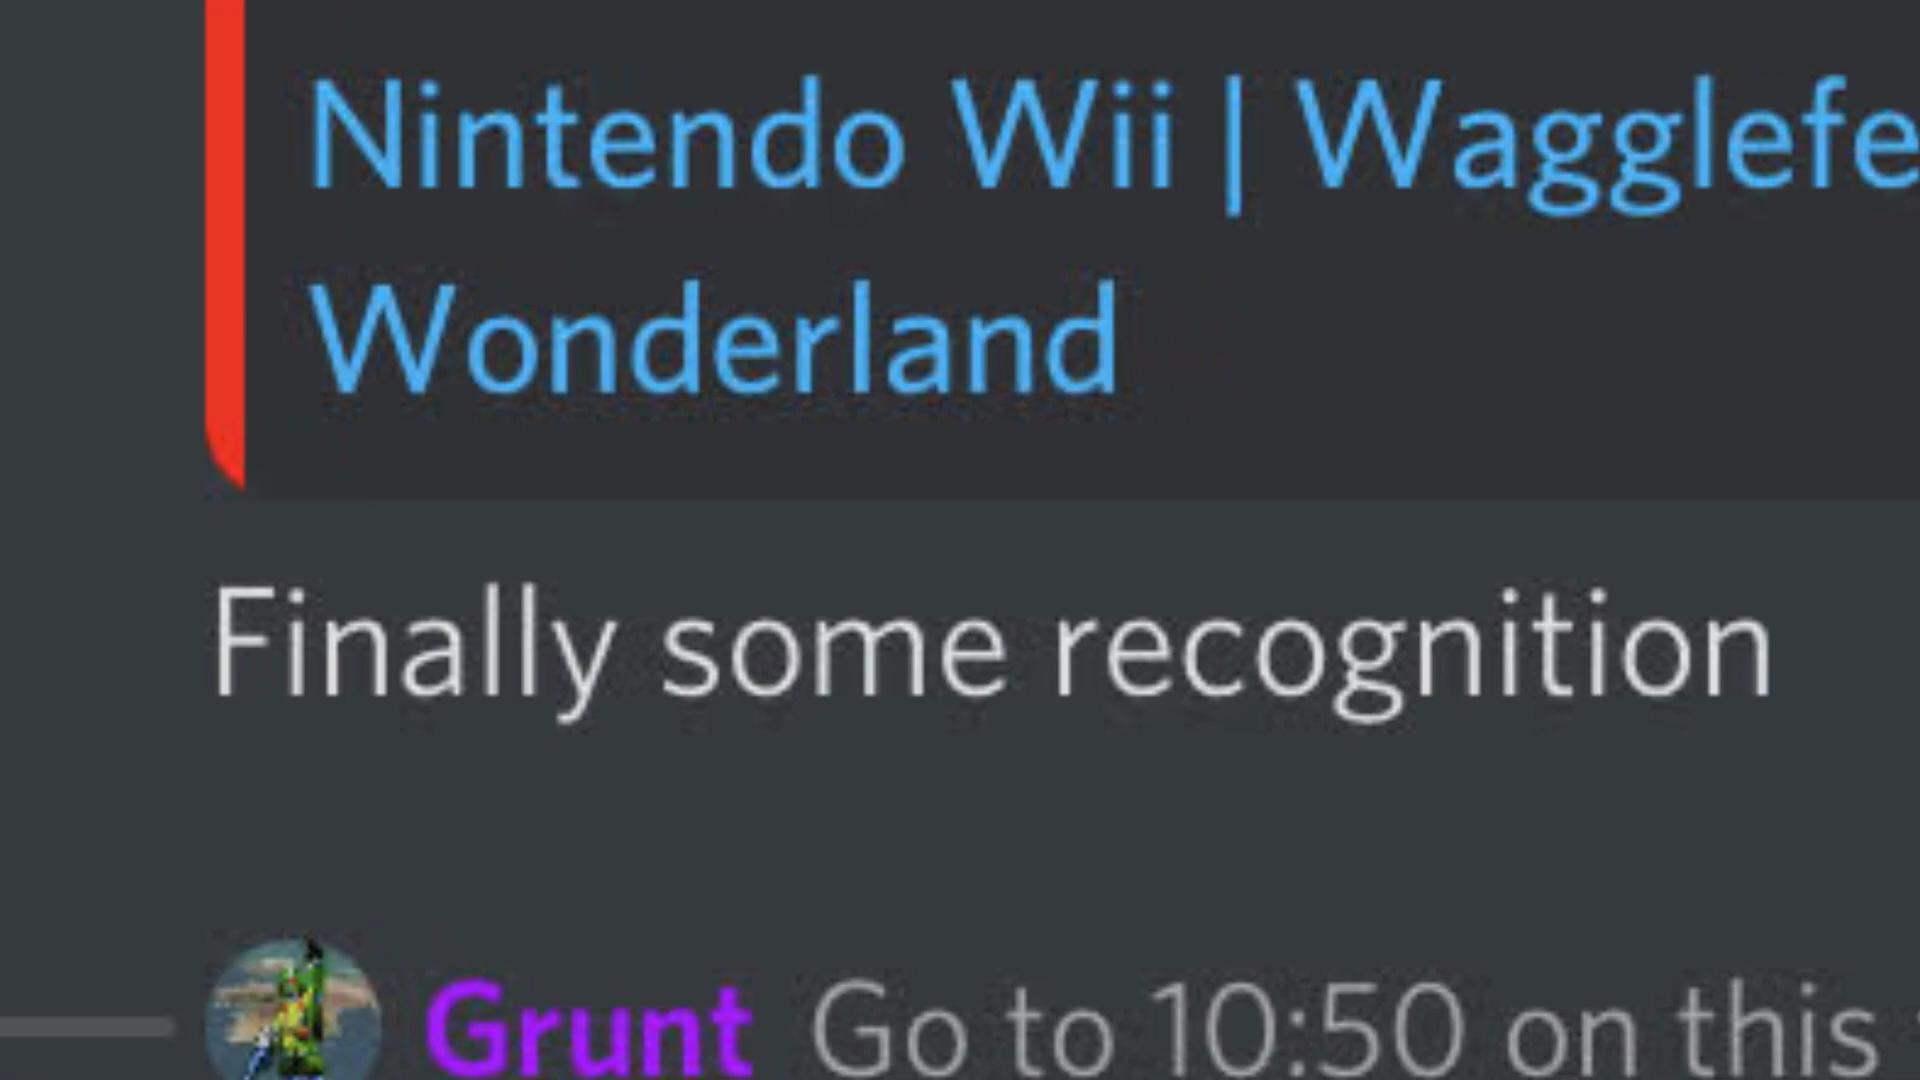 Nintendo Wii | Wagglefe
Wonderland
Finally some recognition
Grunt Go to 10:50 on this